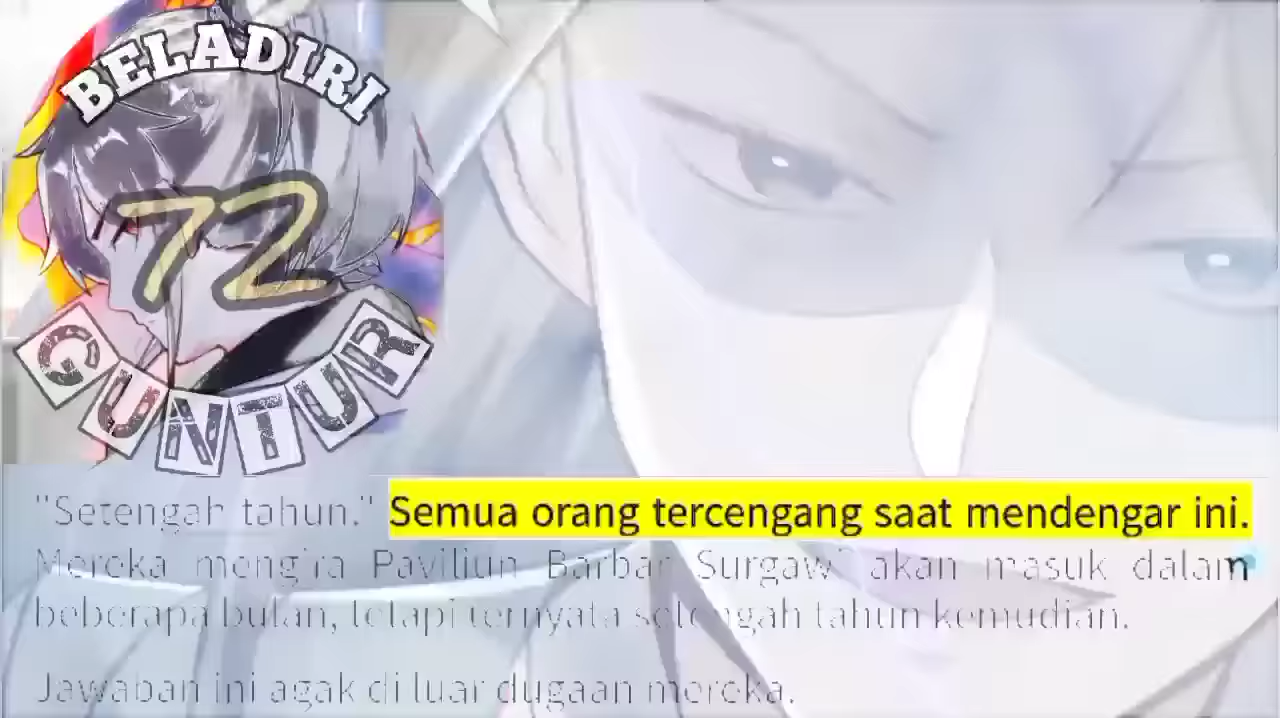 BELADIRI
72
GUNTUR
"Setengah tahun." Semua orang tercengang saat mendengar ini.
Mereka mengira Paviliun Barbar Surgawi akan masuk dalam
beberapa bulan, tetapi ternyata setengah tahun kemudian.
Jawaban ini agak di luar dugaan mereka.